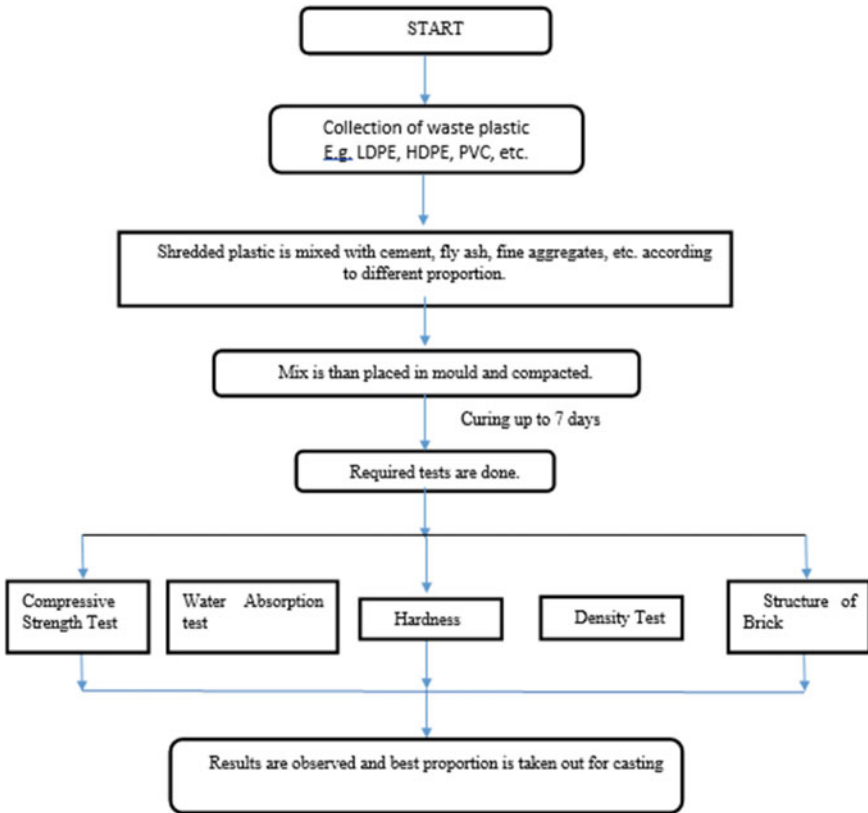 START
Collection of waste plastic
E.g. LDPE, HDPE, PVC, etc.
Shredded plastic is mixed with cement, fly ash, fine aggregates, etc. according
to different proportion.
Mix is than placed in mould and compacted.
Curing up to 7 days
Required tests are done.
Compressive
Strength Test
Water Absorption
test
Hardness
Density Test
Structure of
Brick
Results are observed and best proportion is taken out for casting